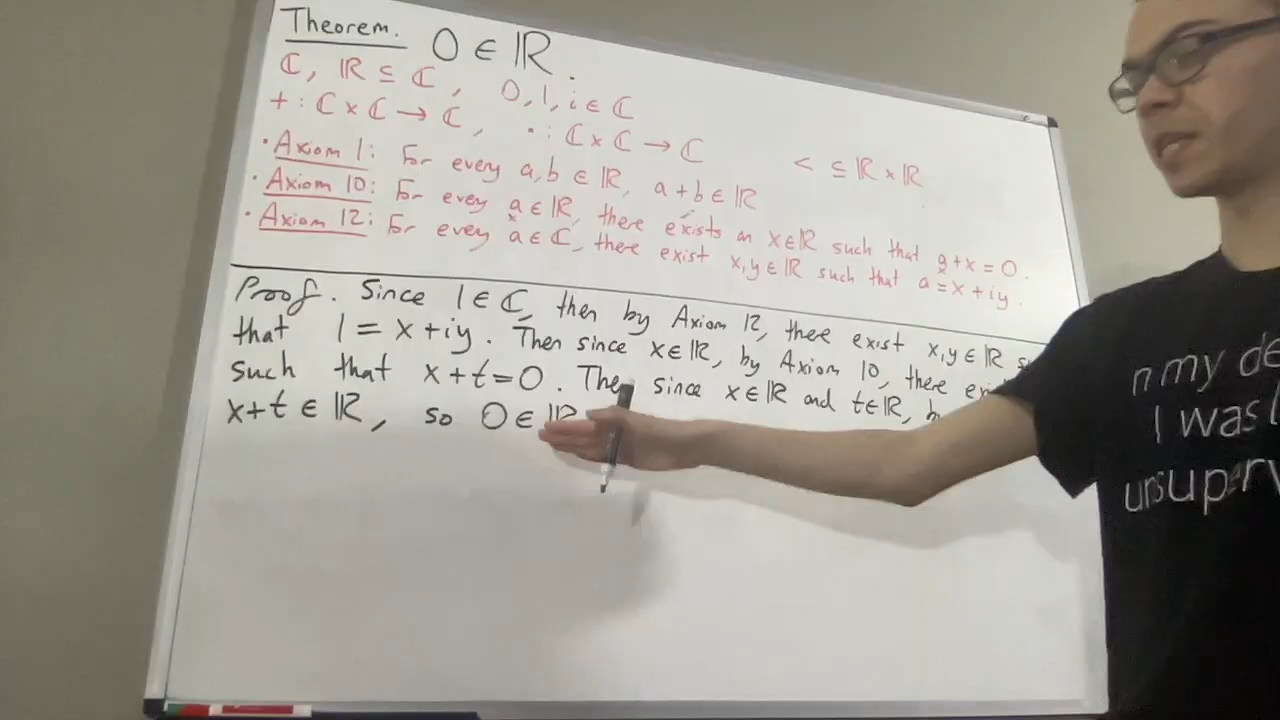 Theorem. 0 ∈ ℝ.
ℂ, ℝ ⊆ ℂ, 0, 1, i ∈ ℂ
+ : ℂ × ℂ → ℂ, · : ℂ × ℂ → ℂ
< ⊆ ℝ × ℝ
· Axiom 1: For every a, b ∈ ℝ, a + b ∈ ℝ
· Axiom 10: For every a ∈ ℝ, there exists an x ∈ ℝ such that a + x = 0.
· Axiom 12: For every a ∈ ℂ, there exist x, y ∈ ℝ such that a = x + iy.
Proof. Since 1 ∈ ℂ, then by Axiom 12, there exist x, y ∈ ℝ
that 1 = x + iy. Then since x ∈ ℝ, by Axiom 10, there
such that x + t = 0. Then since x ∈ ℝ and t ∈ ℝ,
x + t ∈ ℝ, so 0 ∈ ℝ
n my de
I was
unsuperv